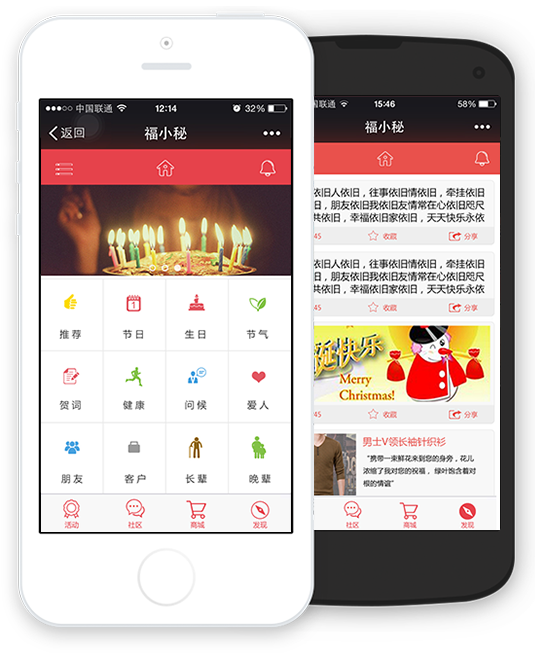 中国联通
12:14
32%
返回
福小秘
推荐
节日
生日
节气
贺词
健康
问候
爱人
朋友
客户
长辈
晚辈
活动
社区
商城
发现
国联通
15:46
58%
福小秘
依旧人依旧，往事依旧情依旧，牵挂依旧
，朋友依旧我依旧友情常在心依旧咫尺
共依旧，幸福依旧家依旧，天天快乐永依
45
收藏
分享
依旧人依旧，往事依旧情依旧，牵挂依旧
，朋友依旧我依旧友情常在心依旧咫尺
共依旧，幸福依旧家依旧，天天快乐永依
45
收藏
分享
诞快乐
Merry
Christmas!
45
收藏
分享
男士V领长袖针织衫
“携带一束鲜花来到您的身旁，花儿
浓缩了我对您的祝福，绿叶饱含着对
根的情谊”
社区
商城
发现